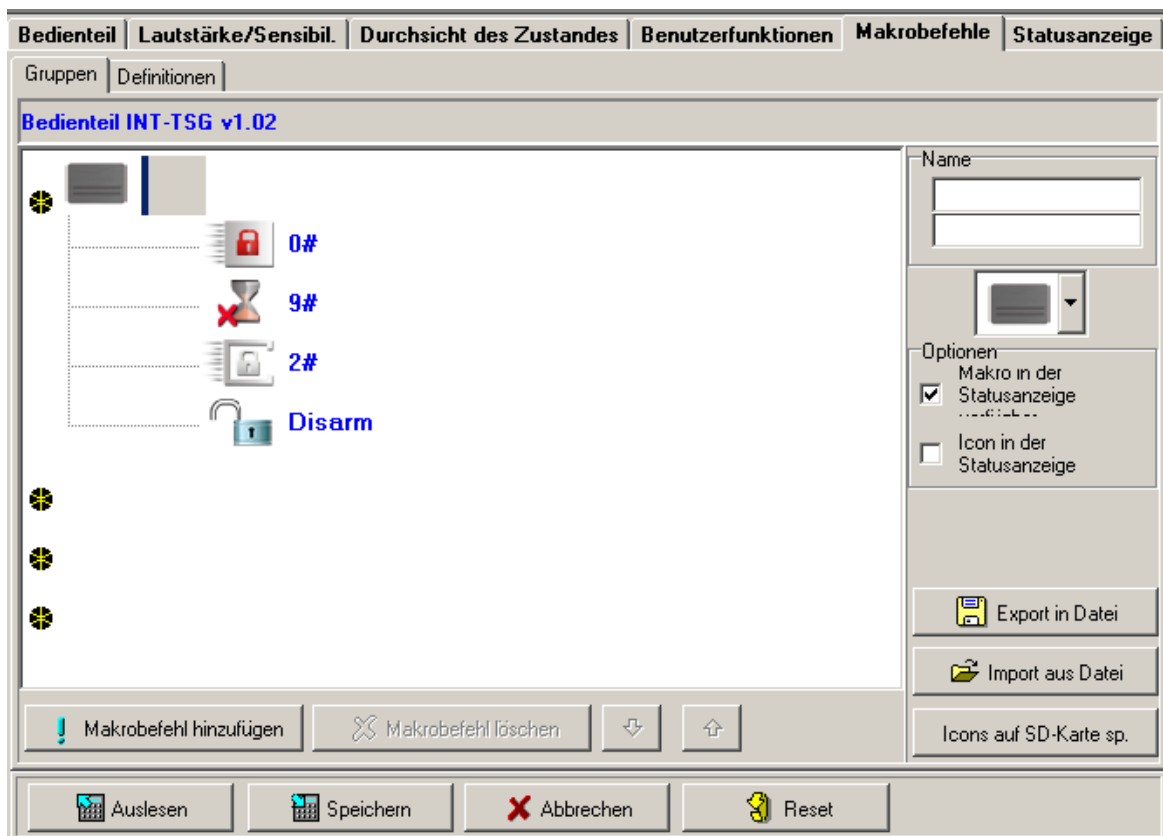 Bedienteil Lautstärke/Sensibil. Durchsicht des Zustandes Benutzerfunktionen Makrobefehle Statusanzeige
Gruppen Definitionen
Bedienteil INT-TSG v1.02
0#
9#
2#
Disarm
Name
Optionen
Makro in der
Statusanzeige
Icon in der
Statusanzeige
Export in Datei
Import aus Datei
Icons auf SD-Karte sp.
Makrobefehl hinzufügen Makrobefehl löschen
Auslesen Speichern Abbrechen Reset